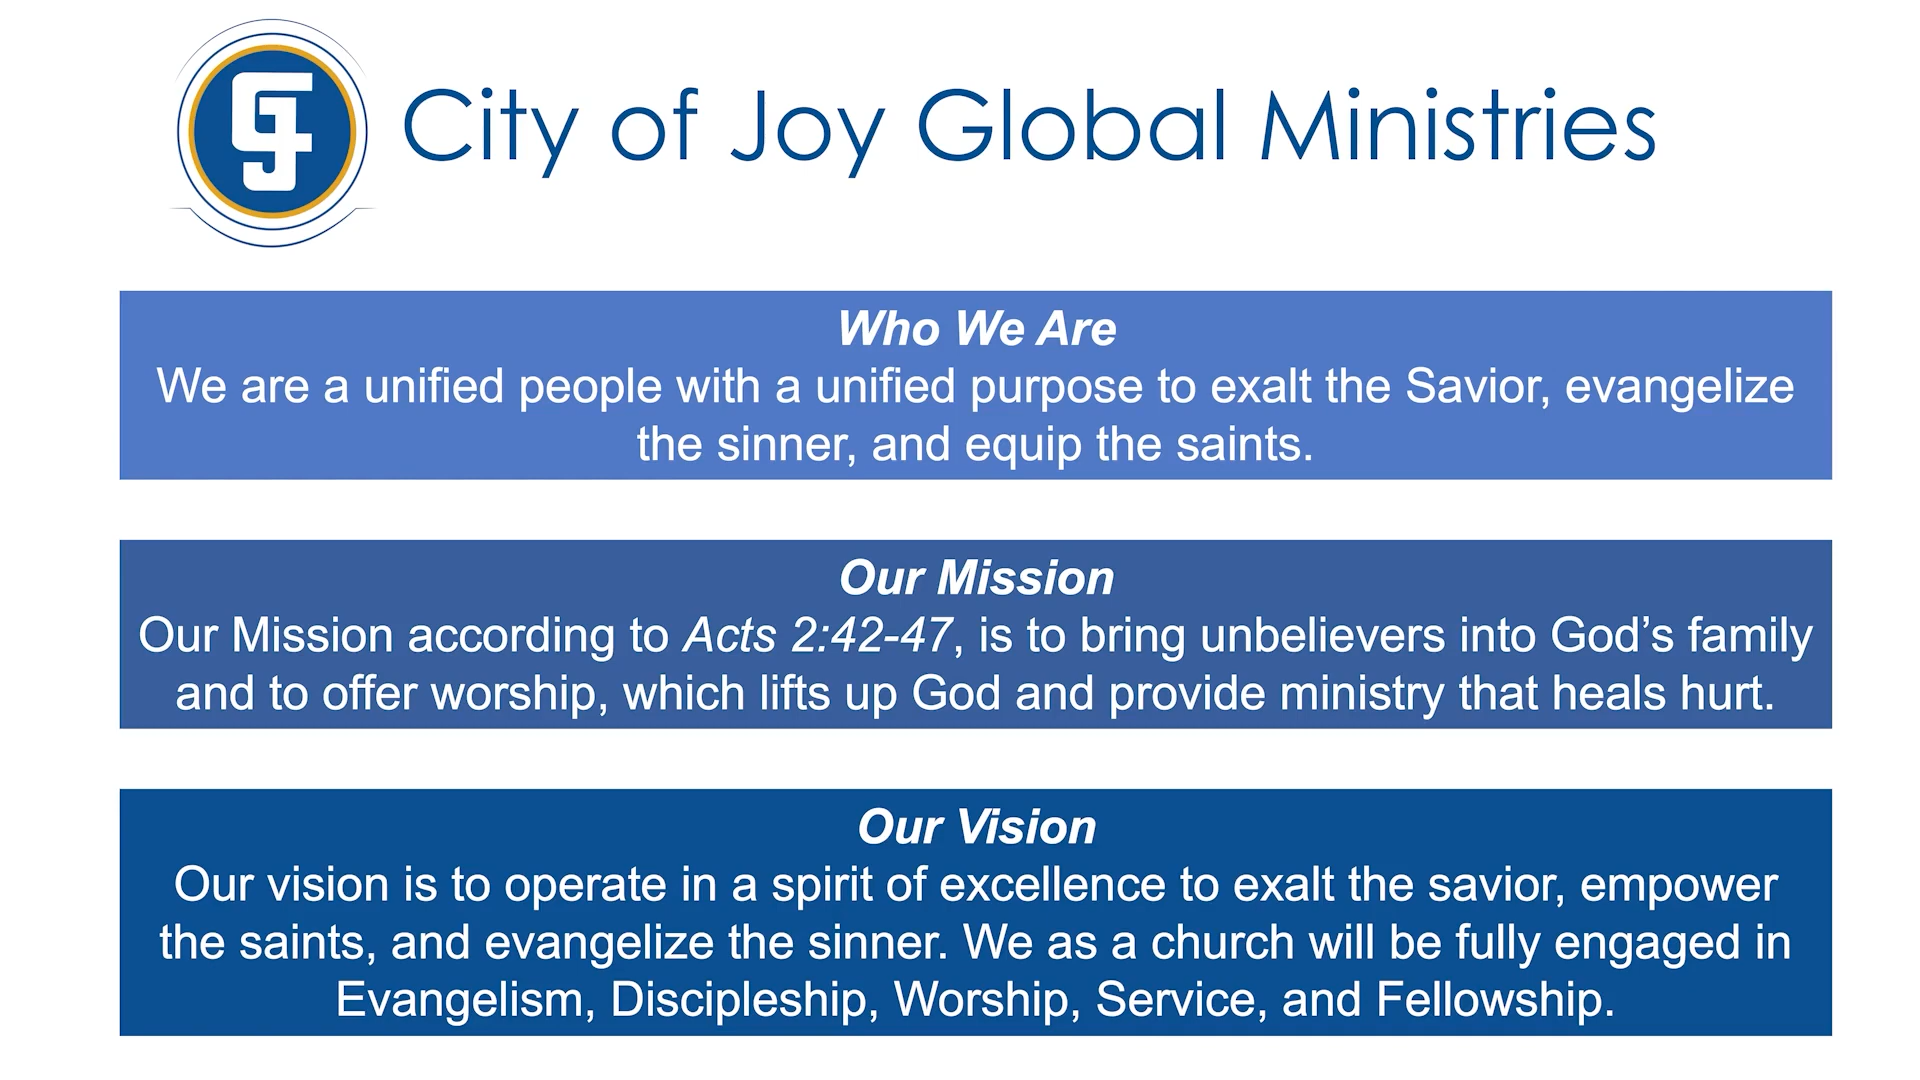 City of Joy Global Ministries
Who We Are
We are a unified people with a unified purpose to exalt the Savior, evangelize
the sinner, and equip the saints.
Our Mission
Our Mission according to Acts 2:42-47, is to bring unbelievers into God’s family
and to offer worship, which lifts up God and provide ministry that heals hurt.
Our Vision
Our vision is to operate in a spirit of excellence to exalt the savior, empower
the saints, and evangelize the sinner. We as a church will be fully engaged in
Evangelism, Discipleship, Worship, Service, and Fellowship.